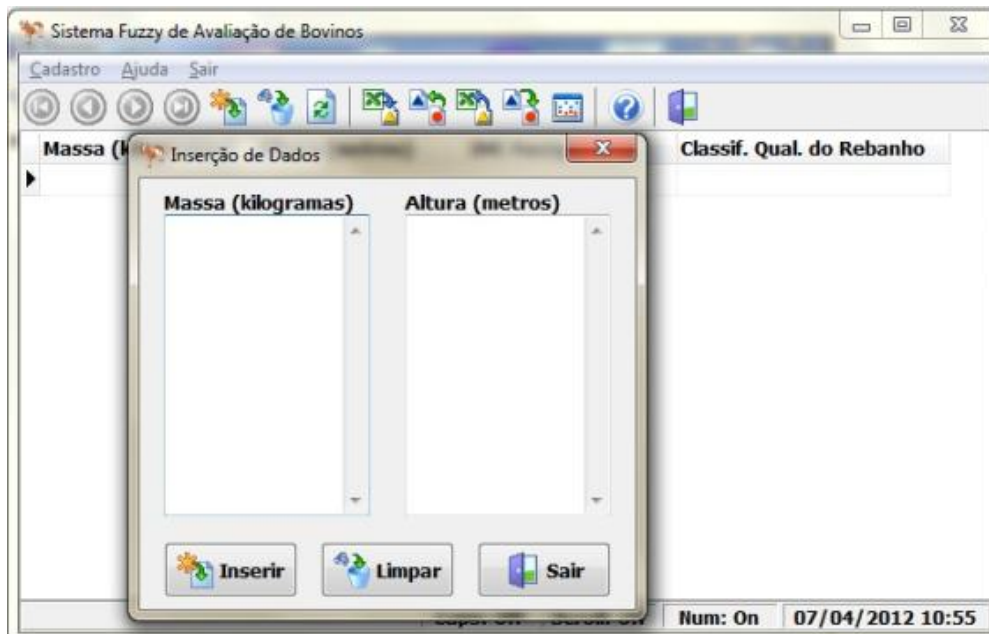 Sistema Fuzzy de Avaliação de Bovinos
Cadastro Ajuda Sair
Massa (k Classif. Qual. do Rebanho
Inserção de Dados
Massa (kilogramas) Altura (metros)
Inserir Limpar Sair
Num: On 07/04/2012 10:55